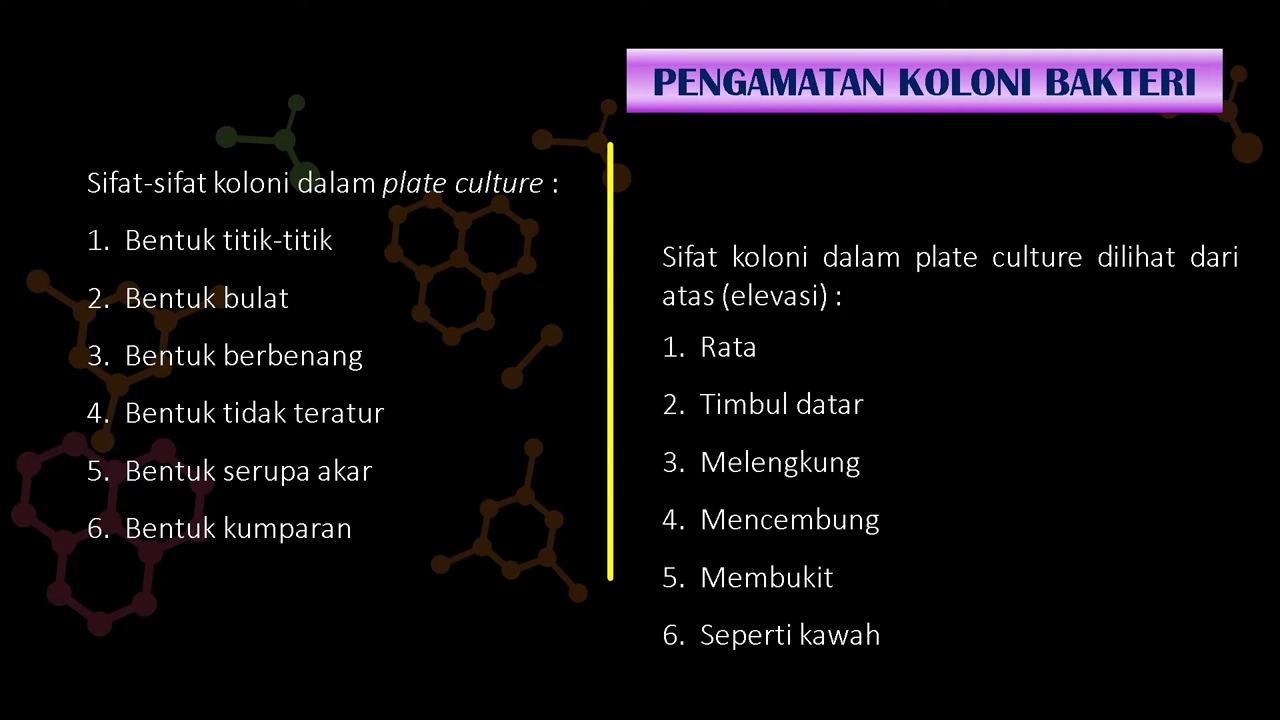 PENGAMATAN KOLONI BAKTERI
Sifat-sifat koloni dalam plate culture :
1. Bentuk titik-titik
2. Bentuk bulat
3. Bentuk berbenang
4. Bentuk tidak teratur
5. Bentuk serupa akar
6. Bentuk kumparan
Sifat koloni dalam plate culture dilihat dari
atas (elevasi) :
1. Rata
2. Timbul datar
3. Melengkung
4. Mencembung
5. Membukit
6. Seperti kawah